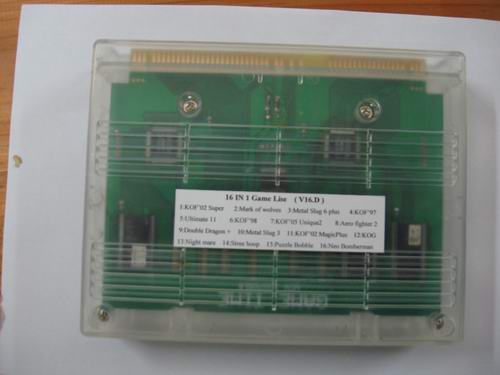 16 IN 1 Game Lise ( V16.D )
1:KOF'02 Super 2:Mark of wolves 3:Metal Slug 6 plus 4:KOF'97
5:Ultimate 11 6:KOF'98 7:KOF'05 Unique2 8:Aero fighter 2
9:Double Dragon + 10:Metal Slug 3 11:KOF'02 MagicPlus 12:KOG
13:Night mare 14:Stree hoop 15:Puzzle Bobble 16:Neo Bomberman
GAME